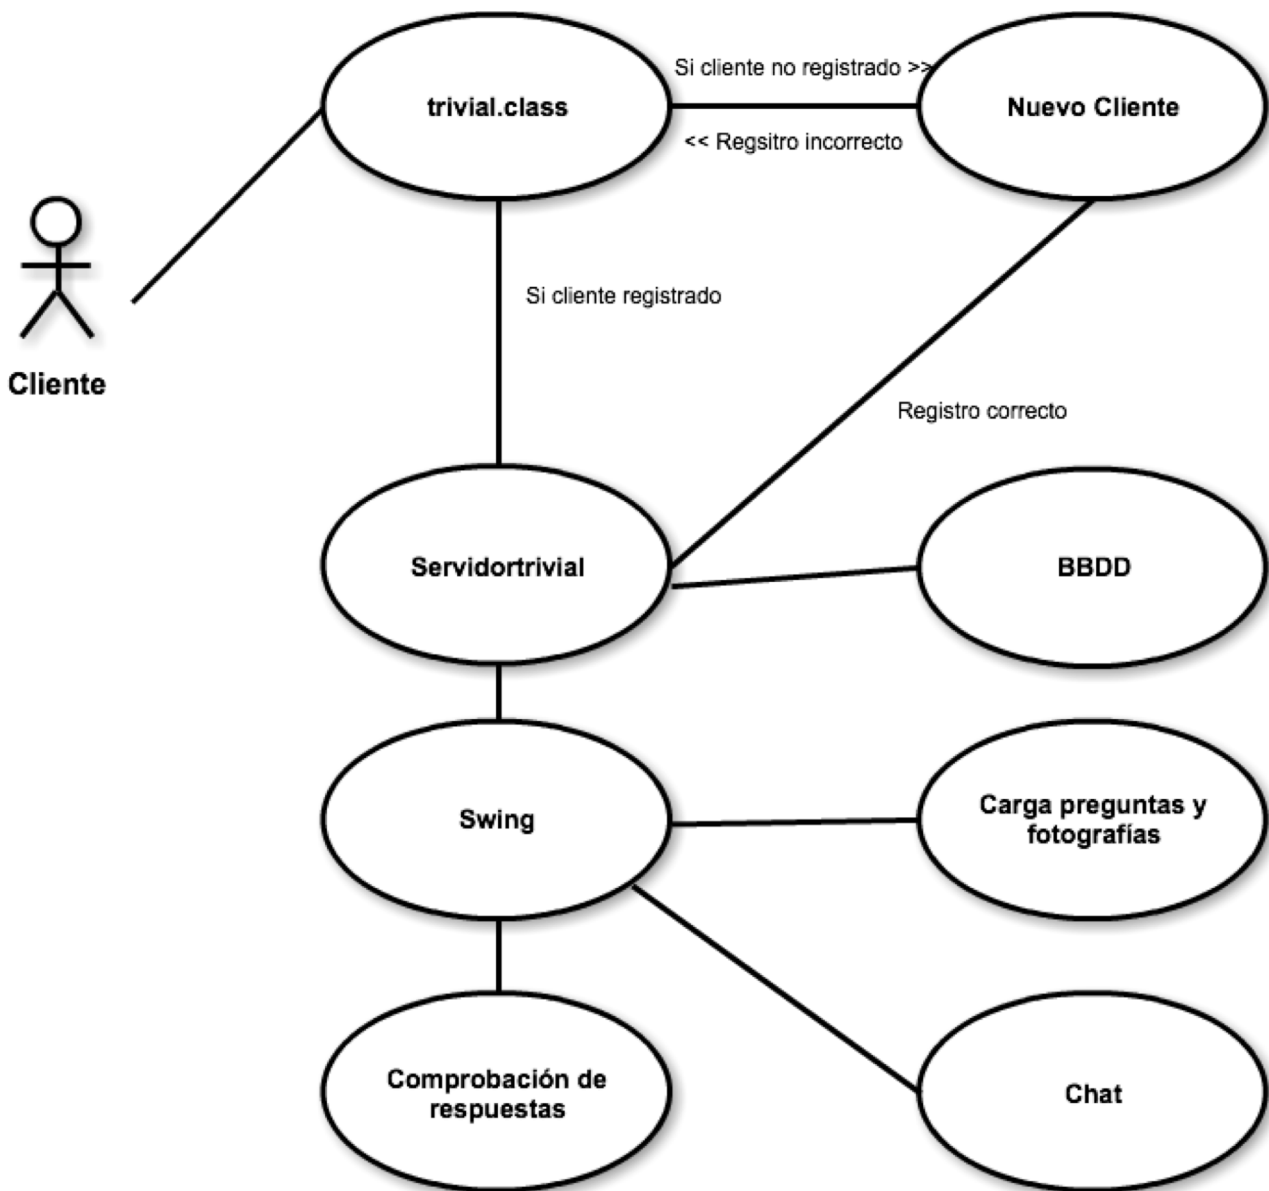 Si cliente no registrado >>
trivial.class
Nuevo Cliente
<< Regsitro incorrecto
Si cliente registrado
Cliente
Registro correcto
Servidortrivial
BBDD
Swing
Carga preguntas y
fotografías
Comprobación de
respuestas
Chat